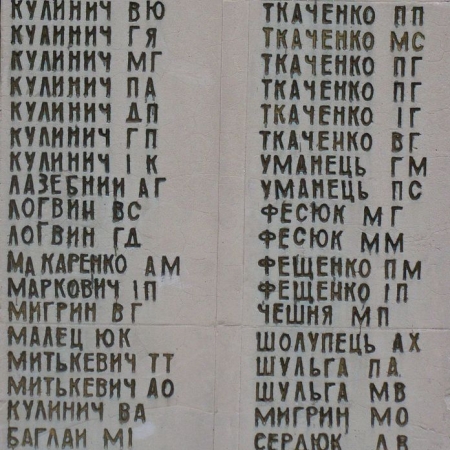 КУЛИНИЧ ВЮ
КУЛИНИЧ ГЯ
КУЛИНИЧ МГ
КУЛИНИЧ ПА
КУЛИНИЧ ДП
КУЛИНИЧ ГП
КУЛИНИЧ ІК
ЛАЗЕБНИЙ АГ
ЛОГВИН ВС
ЛОГВИН ГД
МАКАРЕНКО АМ
МАРКОВИЧ ІП
МИГРИН ВГ
МАЛЕЦ ЮК
МИТЬКЕВИЧ ТТ
МИТЬКЕВИЧ АО
КУЛИНИЧ ВА
БАГЛАЙ МІ
ТКАЧЕНКО ПП
ТКАЧЕНКО МС
ТКАЧЕНКО ПГ
ТКАЧЕНКО ПГ
ТКАЧЕНКО ІГ
ТКАЧЕНКО ВГ
УМАНЕЦЬ ГМ
УМАНЕЦЬ ПС
ФЕСЮК МГ
ФЕСЮК ММ
ФЕЩЕНКО ПМ
ФЕЩЕНКО ІП
ЧЕШНЯ МП
ШОЛУПЕЦЬ АХ
ШУЛЬГА ПА
ШУЛЬГА МВ
МИГРИН МО
СЕРДЮК